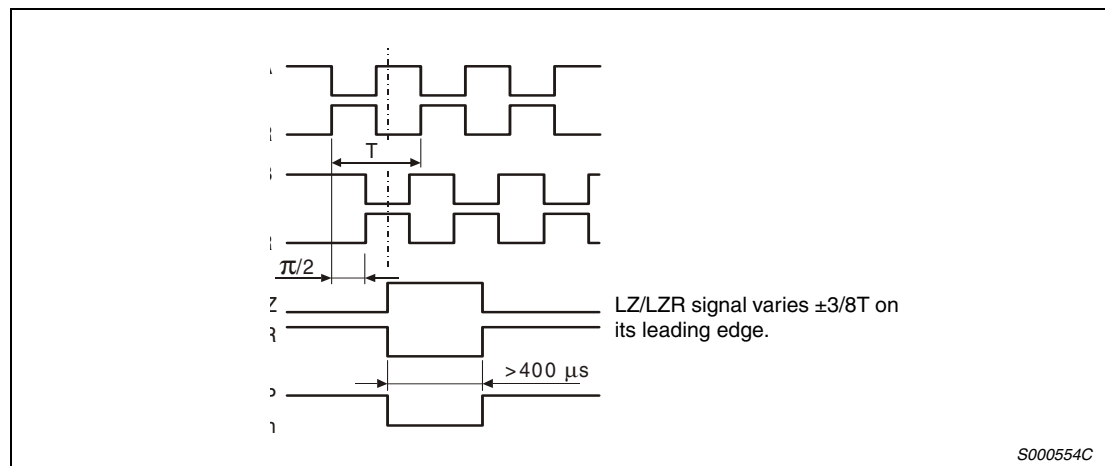 T
π/2
Z
LZ/LZR signal varies ±3/8T on
its leading edge.
>400 μs
S000554C